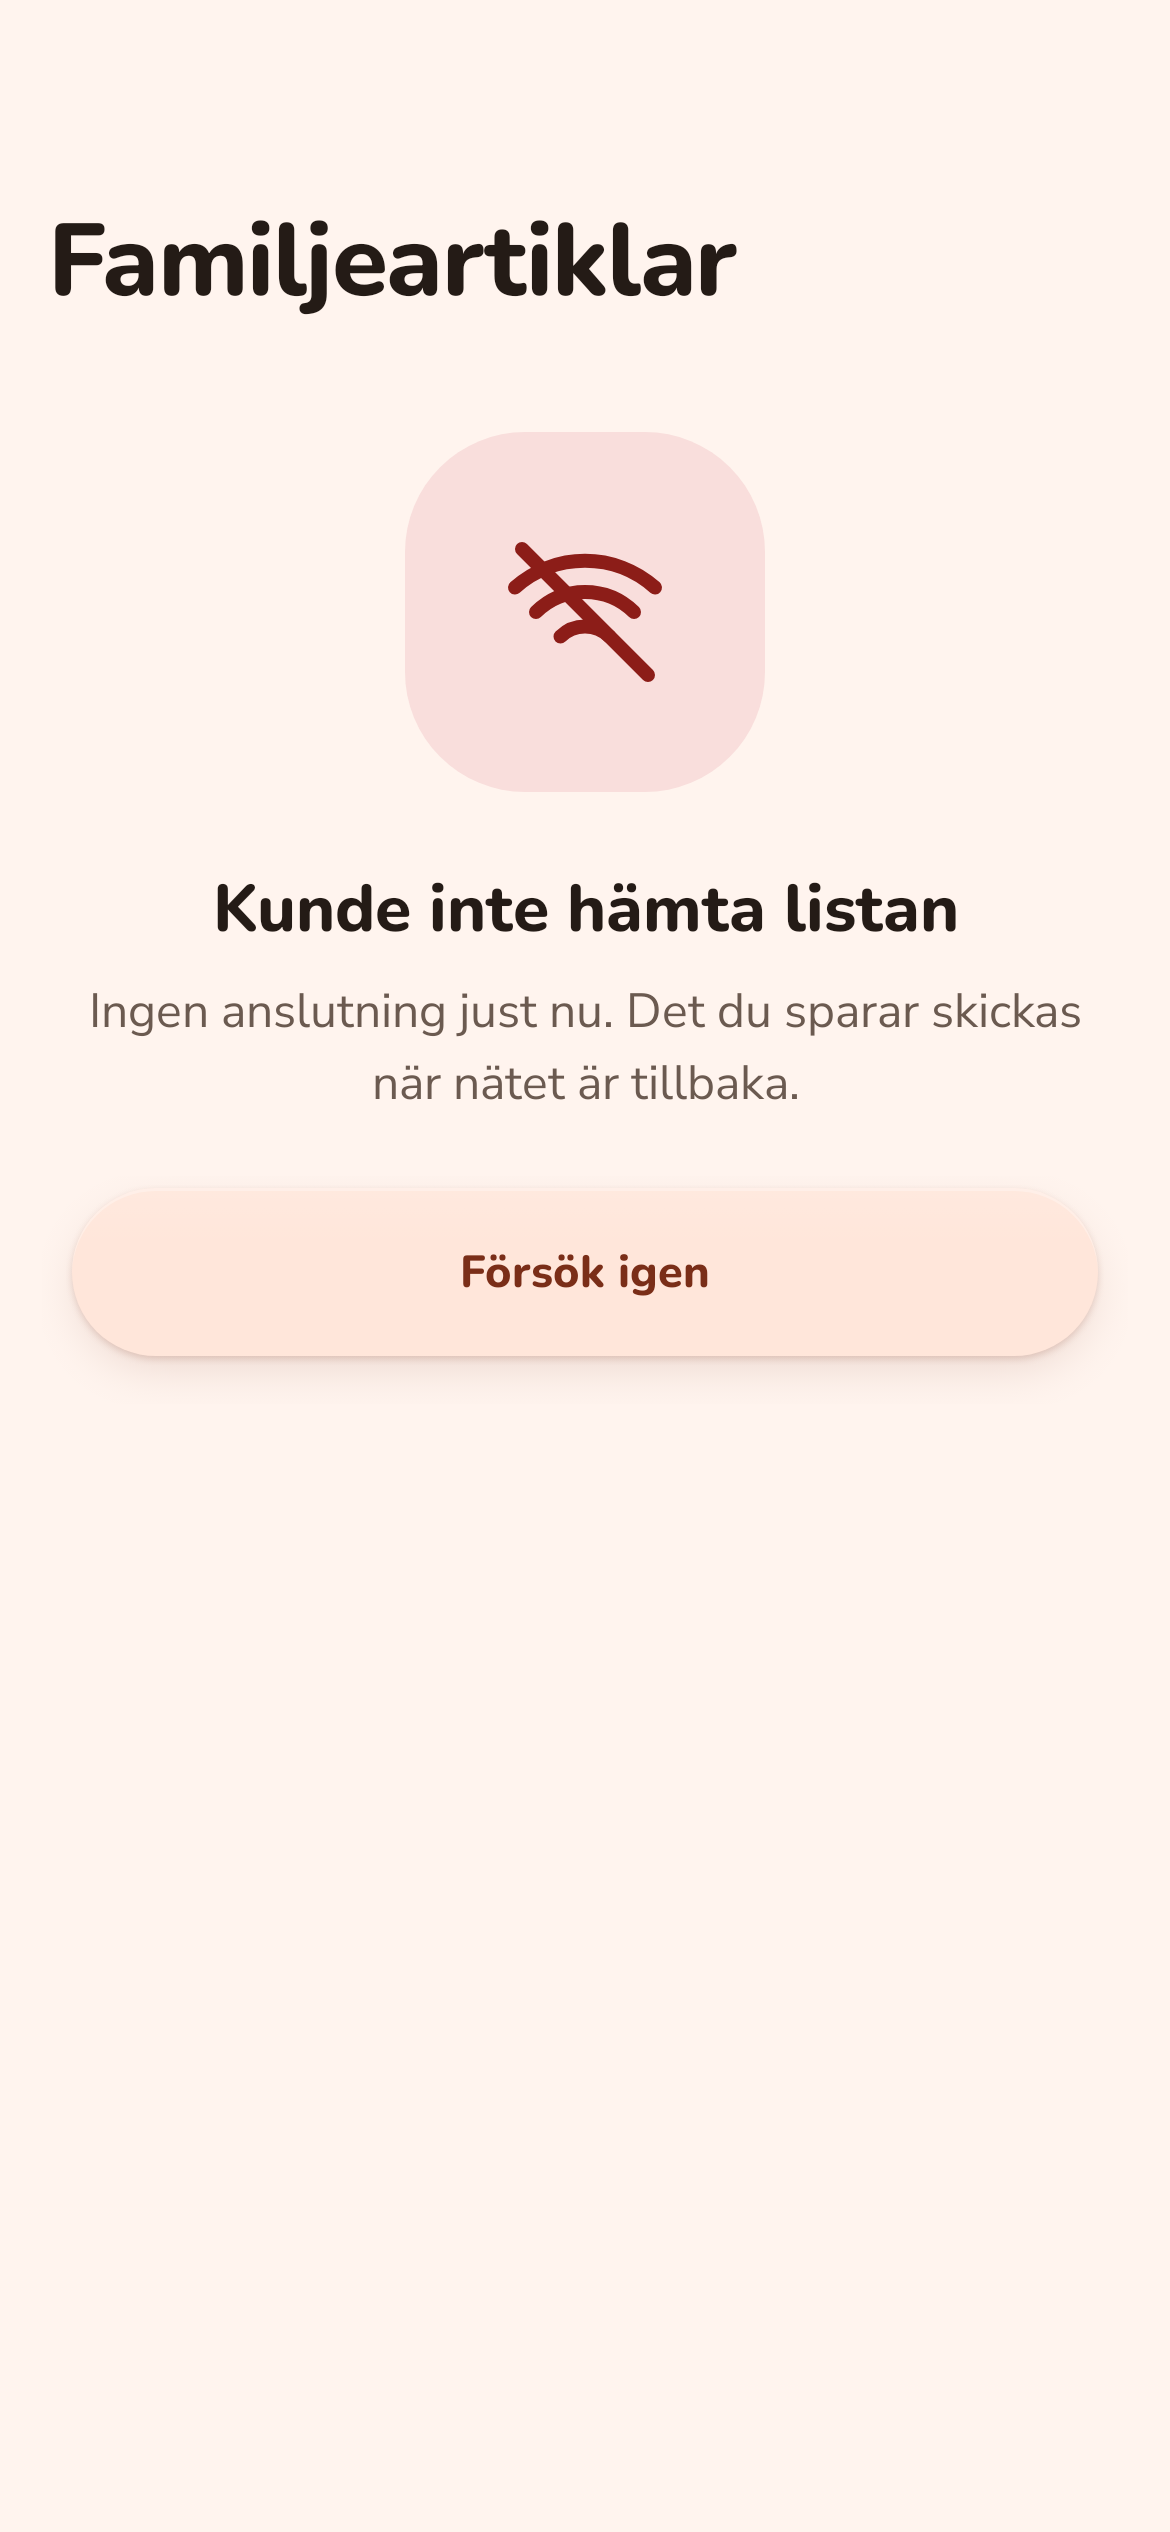 Familjeartiklar
Kunde inte hämta listan
Ingen anslutning just nu. Det du sparar skickas
när nätet är tillbaka.
Försök igen